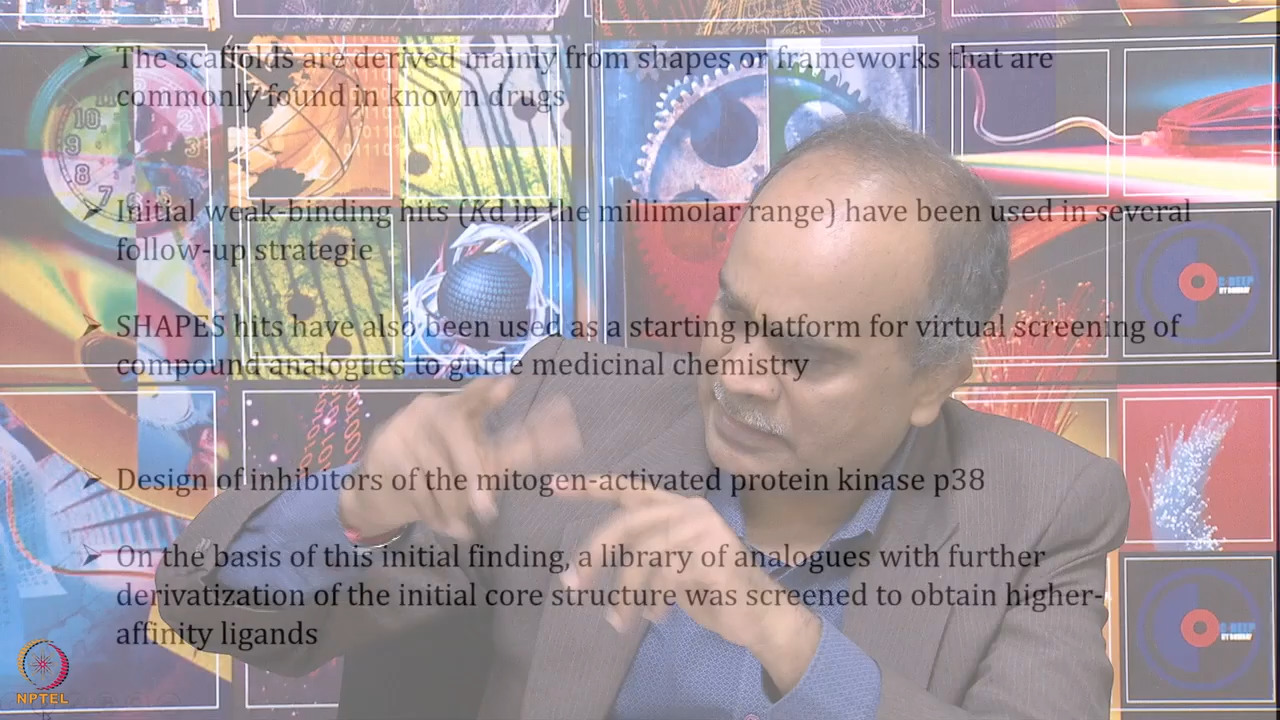 The scaffolds are derived mainly from shapes or frameworks that are
commonly found in known drugs
Initial weak-binding hits (Kd in the millimolar range) have been used in several
follow-up strategie
SHAPES hits have also been used as a starting platform for virtual screening of
compound analogues to guide medicinal chemistry
Design of inhibitors of the mitogen-activated protein kinase p38
On the basis of this initial finding, a library of analogues with further
derivatization of the initial core structure was screened to obtain higher-
affinity ligands
NPTEL